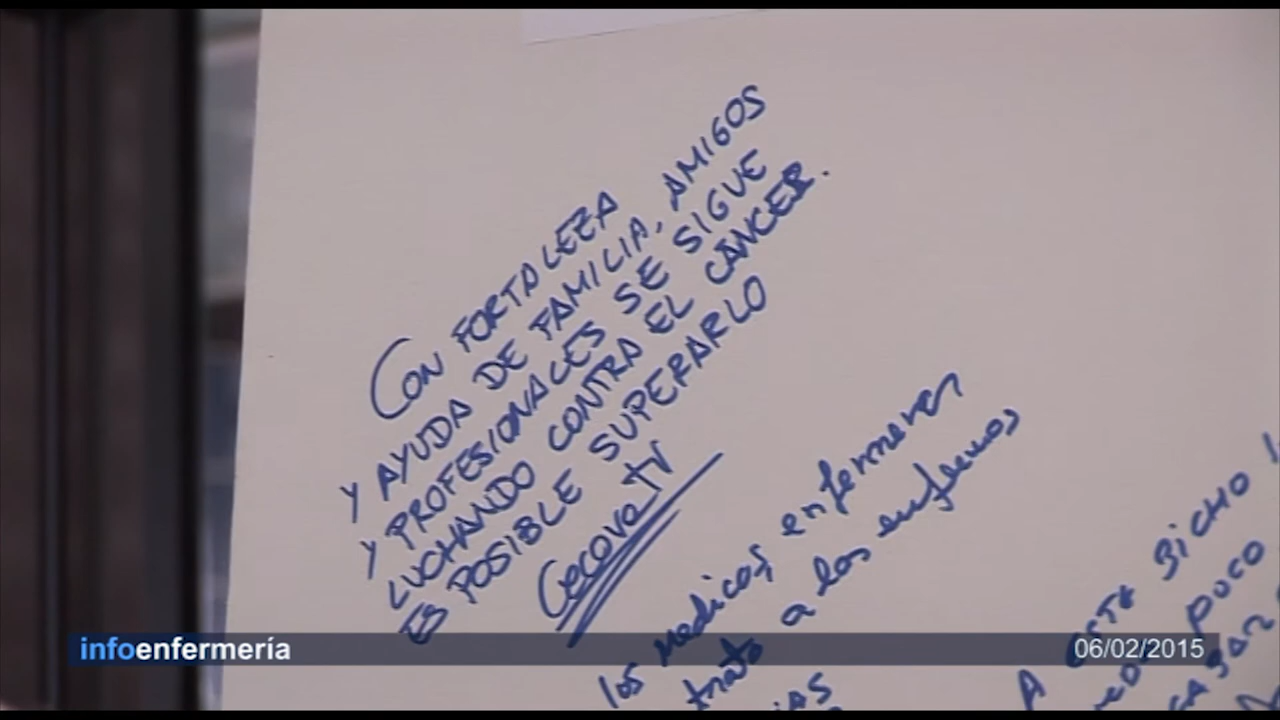 CON FORTALEZA
Y AYUDA DE FAMILIA, AMIGOS
Y PROFESIONALES SE SIGUE
LUCHANDO CONTRA EL CÁNCER.
ES POSIBLE SUPERARLO
Cecova TV
los medicos, enfermeras
trato a los enfermos
A ESTE BICHO
POCO
infoenfermería
06/02/2015